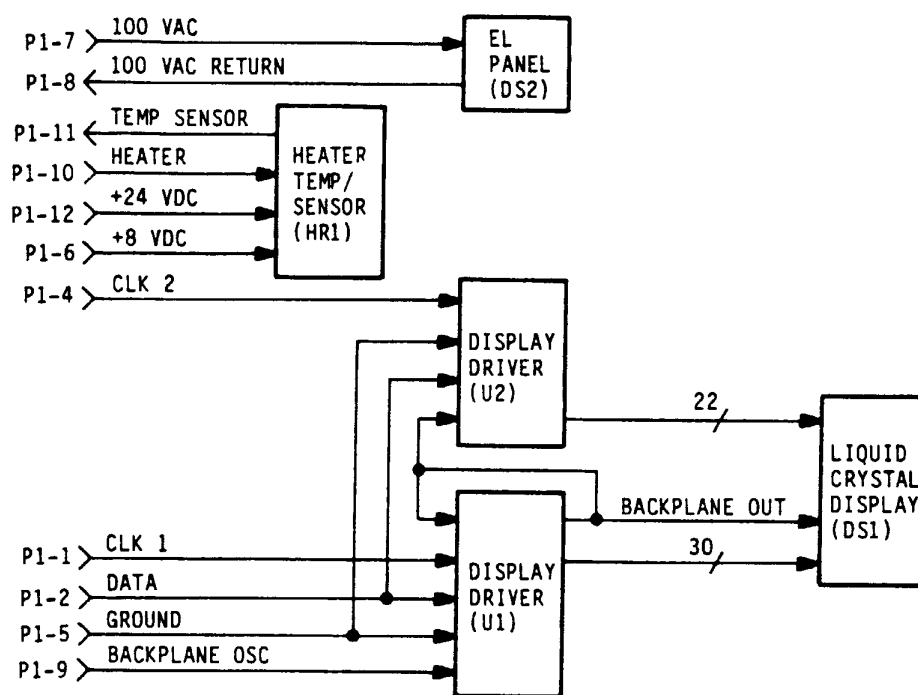 P1-7 100 VAC
P1-8 100 VAC RETURN
EL
PANEL
(DS2)
P1-11 TEMP SENSOR
P1-10 HEATER
P1-12 +24 VDC
P1-6 +8 VDC
HEATER
TEMP/
SENSOR
(HR1)
P1-4 CLK 2
DISPLAY
DRIVER
(U2)
22
LIQUID
CRYSTAL
DISPLAY
(DS1)
BACKPLANE OUT
30
P1-1 CLK 1
P1-2 DATA
P1-5 GROUND
P1-9 BACKPLANE OSC
DISPLAY
DRIVER
(U1)